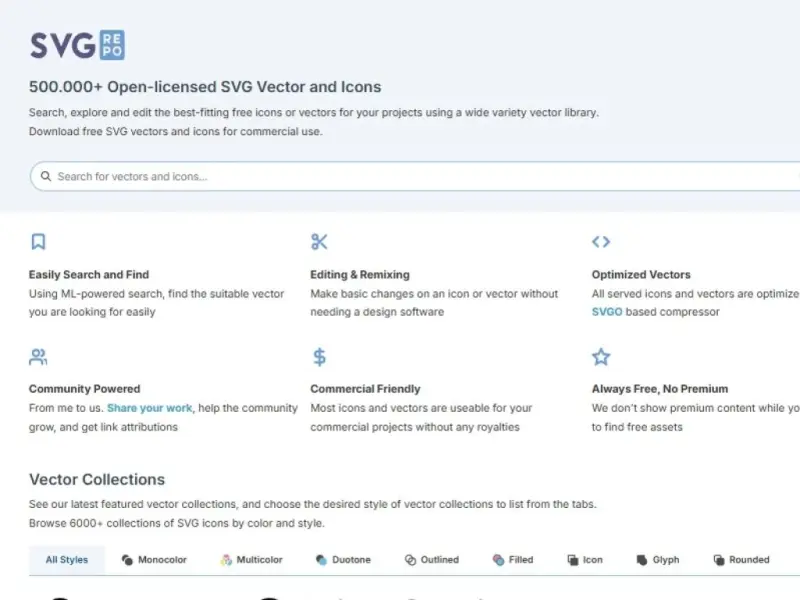 SVG REPO
500.000+ Open-licensed SVG Vector and Icons
Search, explore and edit the best-fitting free icons or vectors for your projects using a wide variety vector library.
Download free SVG vectors and icons for commercial use.
Search for vectors and icons...
Easily Search and Find
Using ML-powered search, find the suitable vector
you are looking for easily
Editing & Remixing
Make basic changes on an icon or vector without
needing a design software
Optimized Vectors
All served icons and vectors are optimize
SVGO based compressor
Community Powered
From me to us. Share your work, help the community
grow, and get link attributions
Commercial Friendly
Most icons and vectors are useable for your
commercial projects without any royalties
Always Free, No Premium
We don't show premium content while yo
to find free assets
Vector Collections
See our latest featured vector collections, and choose the desired style of vector collections to list from the tabs.
Browse 6000+ collections of SVG icons by color and style.
All Styles Monocolor Multicolor Duotone Outlined Filled Icon Glyph Rounded